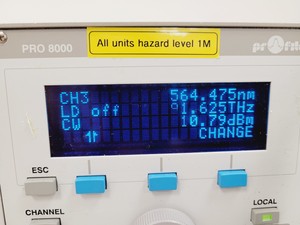 PRO 8000
All units hazard level 1M
profile
CH3 564.475nm
LD off 1.625THz
CW 10.79dBm
CHANGE
ESC
CHANNEL
LOCAL